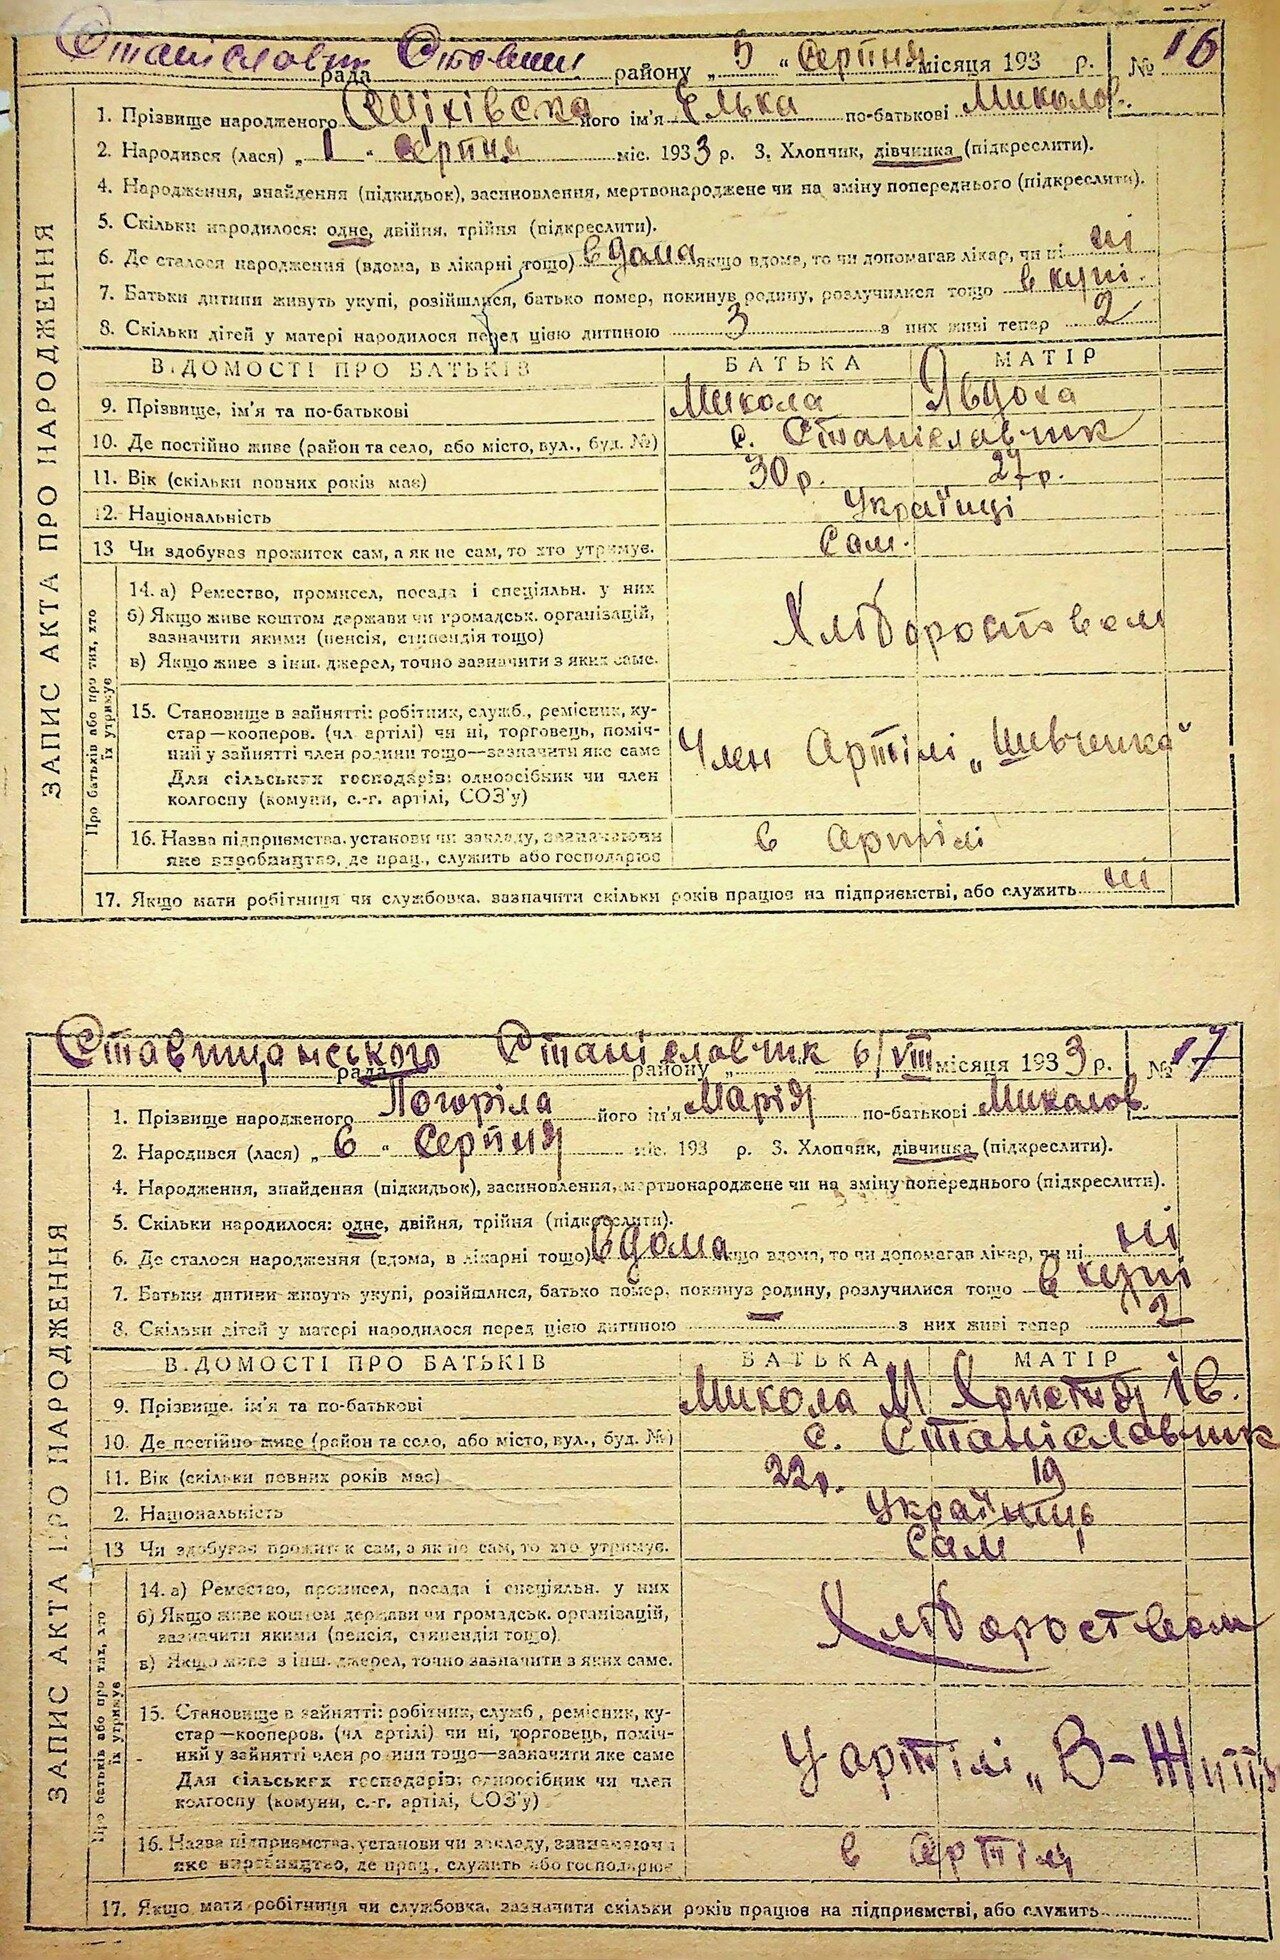 Станіславчик рада Ставищ району „ 5 “ Серпня місяця 193 р. № 16
ЗАПИС АКТА ПРО НАРОДЖЕННЯ
1. Прізвище народженого його ім'я Елька по-батькові Миколов.
2. Народився (лася) „ 1 “ Серпня міс. 1933 р. 3. Хлопчик, дівчинка (підкреслити).
4. Народження, знайдення (підкидьок), засиновлення, мертвонароджене чи на зміну попереднього (підкреслити).
5. Скільки народилося: одне, двійня, трійня (підкреслити).
6. Де сталося народження (вдома, в лікарні тощо) вдома якщо вдома, то чи допомагав лікар, чи ні ні
7. Батьки дитини живуть укупі, розійшлися, батько помер, покинув родину, розлучилися тощо в купі.
8. Скільки дітей у матері народилося перед цією дитиною 3 з них живі тепер 2
ВІДОМОСТІ ПРО БАТЬКІВ БАТЬКА МАТІР
9. Прізвище, ім'я та по-батькові Микола Явдоха
10. Де постійно живе (район та село, або місто, вул., буд. №) с. Станіславчик
11. Вік (скільки повних років має) 30 р. 27 р.
12. Національність Українці
13 Чи здобуває прожиток сам, а як не сам, то хто утримує. Сам.
Про батьків або про тих, хто їх утримує
14. а) Ремество, промисел, посада і спеціяльн. у них
б) Якщо живе коштом держави чи громадськ. організацій,
зазначити якими (пенсія, стипендія тощо) Хліборобством
в) Якщо живе з інш. джерел, точно зазначити з яких саме.
15. Становище в зайнятті: робітник, служб., ремісник, ку-
стар—кооперов. (чл артілі) чи ні, торговець, поміч-
ний у зайнятті член родини тощо—зазначити яке саме Член Артілі „Шевченка“
Для сільських господарів: одноосібник чи член
колгоспу (комуни, с.-г. артілі, СОЗ'у)
16. Назва підприємства, установи чи закладу, зазначаючи в артілі
яке виробництво, де прац., служить або господарює
17. Якщо мати робітниця чи службовка, зазначити скільки років працює на підприємстві, або служить ні
Ставищанського рада Станіславчик району „ 6/VIII місяця 1933 р. № 17
ЗАПИС АКТА ПРО НАРОДЖЕННЯ
1. Прізвище народженого Погоріла його ім'я Марія по-батькові Миколов.
2. Народився (лася) „ 6 “ Серпня міс. 193 р. 3. Хлопчик, дівчинка (підкреслити).
4. Народження, знайдення (підкидьок), засиновлення, мертвонароджене чи на зміну попереднього (підкреслити).
5. Скільки народилося: одне, двійня, трійня (підкреслити).
6. Де сталося народження (вдома, в лікарні тощо) вдома якщо вдома, то чи допомагав лікар, чи ні ні
7. Батьки дитини живуть укупі, розійшлися, батько помер, покинув родину, розлучилися тощо в купі
8. Скільки дітей у матері народилося перед цією дитиною — з них живі тепер 2
ВІДОМОСТІ ПРО БАТЬКІВ БАТЬКА МАТІР
9. Прізвище, ім'я та по-батькові Микола М Христя Ів.
10. Де постійно живе (район та село, або місто, вул., буд. №) с. Станіславчик
11. Вік (скільки повних років має) 22 р. 19
2. Національність Українці
13 Чи здобуває прожиток сам, а як не сам, то хто утримує. Сам
Про батьків або про тих, хто їх утримує
14. а) Ремество, промисел, посада і спеціяльн. у них
б) Якщо живе коштом держави чи громадськ. організацій,
зазначити якими (пенсія, стипендія тощо) Хліборобством
в) Якщо живе з інш. джерел, точно зазначити з яких саме.
15. Становище в зайнятті: робітник, служб., ремісник, ку-
стар—кооперов. (чл артілі) чи ні, торговець, поміч-
ний у зайнятті член родини тощо—зазначити яке саме У артілі „В-Життя
Для сільських господарів: одноосібник чи член
колгоспу (комуни, с.-г. артілі, СОЗ'у)
16. Назва підприємства, установи чи закладу, зазначаючи в артілі
яке виробництво, де прац., служить або господарює
17. Якщо мати робітниця чи службовка, зазначити скільки років працює на підприємстві, або служить